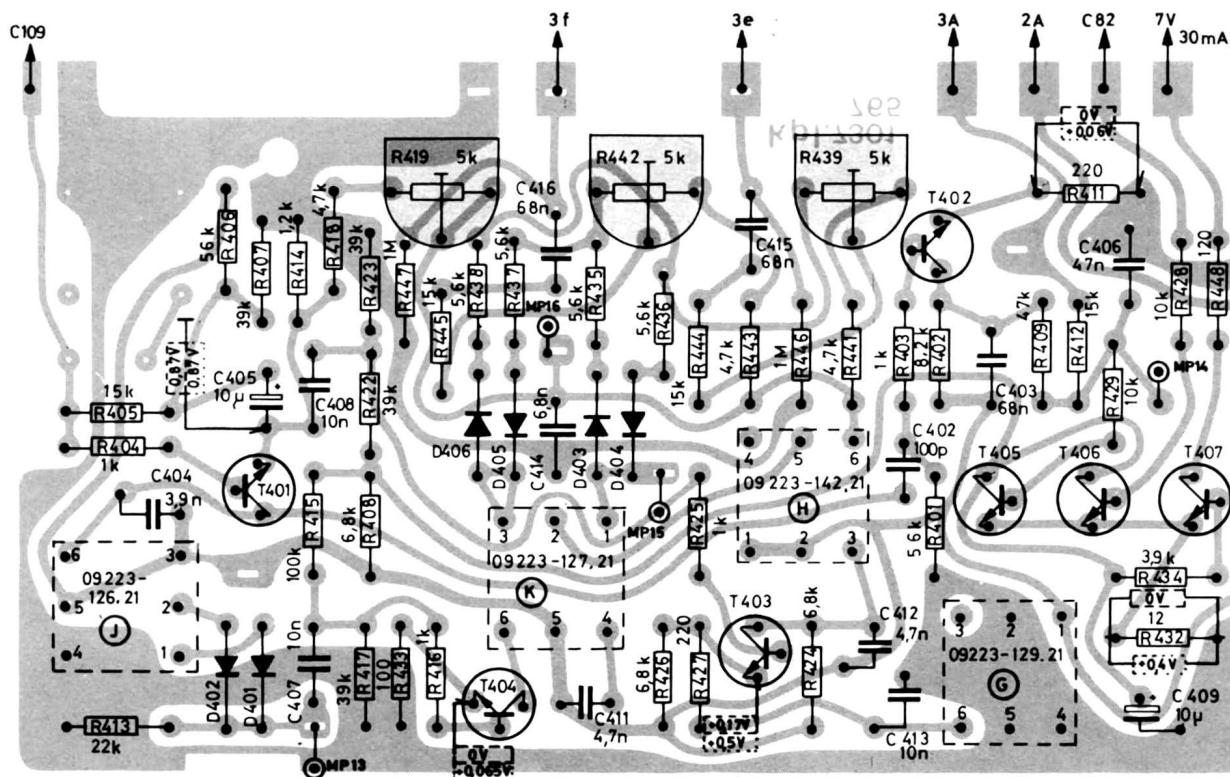 C109
3f
3e
3A
2A
C82
7V
30mA
765
kpl.7301
0V
+0,06V
220
R411
R419 5k
R442 5k
R439 5k
C416
68n
T402
56k
R406
R407
39k
1,2k
R414
4,7k
R418
39k
R423
1M
R447
15k
R445
5,6k
R438
5,6k
R437
5,6k
R435
5,6k
R436
C415
68n
C406
47n
10k
R428
120
R448
MP16
15k
R444
4,7k
R443
1M
R446
4,7k
R441
1k
R403
8,2k
R402
C403
68n
47k
R409
15k
R412
R429
10k
MP14
0,87V
0,87V
C405
10µ
C408
10n
R422
39k
15k
R405
R404
1k
C404
3,9n
T401
D406
D405
6,8n
C414
D403
D404
MP15
4 5 6
09223-142,21
H
1 2 3
C402
100p
T405
T406
T407
R415
100k
R408
6,8k
R425
1k
R401
56k
6 3
09223-
126.21
5 2
J
4 1
3 2 1
09223-127,21
K
6 5 4
3,9k
R434
0V
12
R432
+0,4V
D402
D401
10n
C407
R417
39k
R433
100
R416
1k
T404
C411
4,7n
R426
6,8k
R427
220
T403
R424
6,8k
C412
4,7n
C413
10n
3 2 1
09223-129.21
G
6 5 4
C409
10µ
R413
22k
MP13
0V
+0,065V
+0,17V
+0,5V